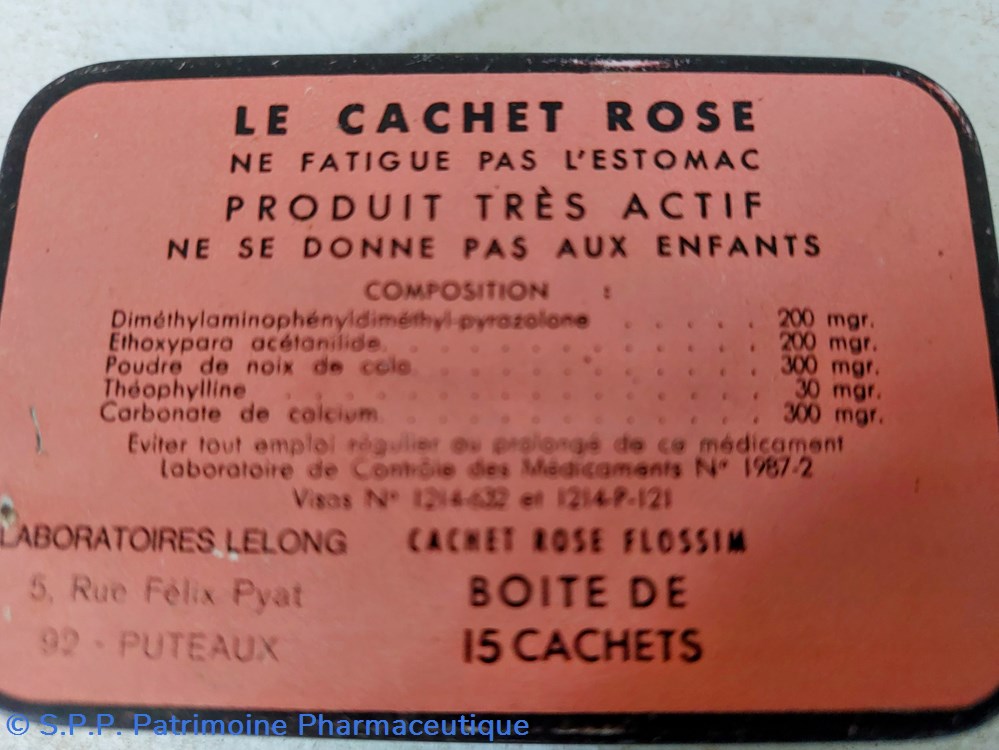 LE CACHET ROSE
NE FATIGUE PAS L'ESTOMAC
PRODUIT TRÈS ACTIF
NE SE DONNE PAS AUX ENFANTS
COMPOSITION :
Diméthylaminophényldiméthyl-pyrazolone . . . . . . 200 mgr.
Ethoxypara acétanilide. . . . . . . . . . . . . . 200 mgr.
Poudre de noix de cola. . . . . . . . . . . . . 300 mgr.
Théophylline . . . . . . . . . . . . . . . . . 30 mgr.
Carbonate de calcium. . . . . . . . . . . . . . 300 mgr.
Eviter tout emploi régulier ou prolongé de ce médicament
Laboratoire de Contrôle des Médicaments N° 1987-2
Visas N° 1214-632 et 1214-P-121
LABORATOIRES LELONG
5, Rue Félix Pyat
92 - PUTEAUX
CACHET ROSE FLOSSIM
BOITE DE
15 CACHETS
© S.P.P. Patrimoine Pharmaceutique